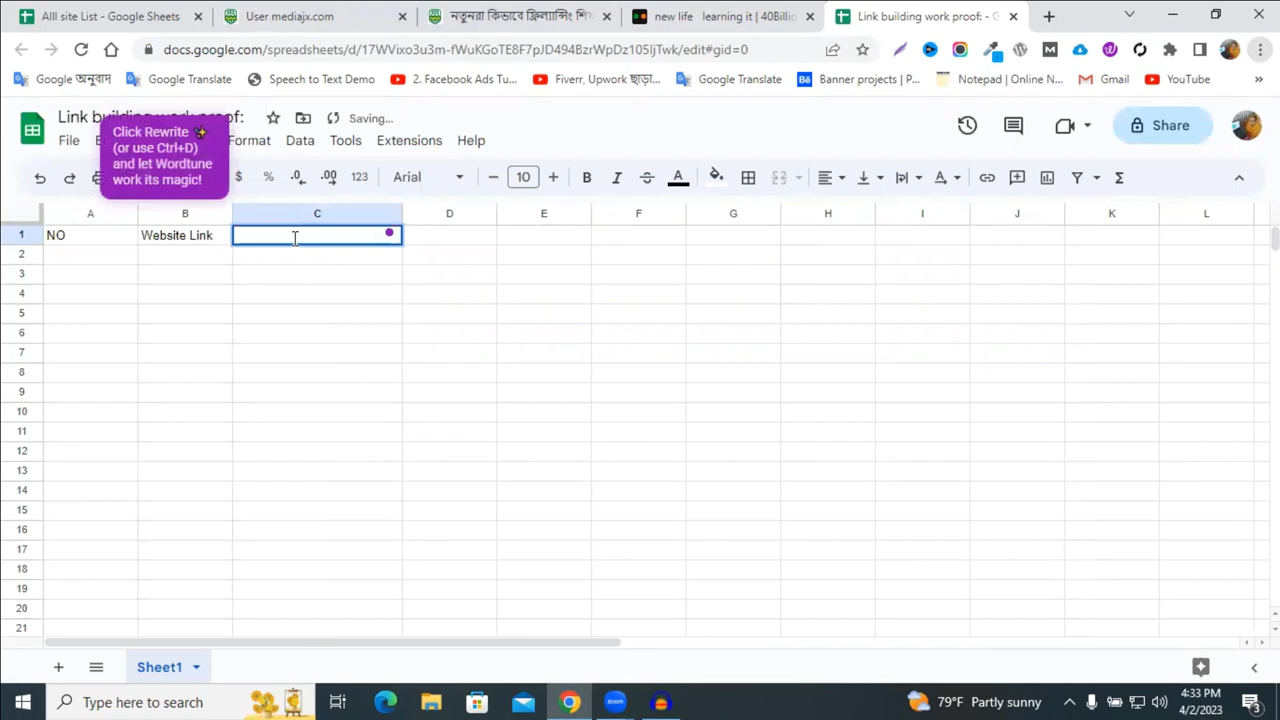 Alll site List - Google Sheets
User mediajx.com
নতুনরা কিভাবে ফ্রিল্যান্সিং শি
new life learning it | 40Billi
Link building work proof: - G
docs.google.com/spreadsheets/d/17WVixo3u3m-fWuKGoTE8F7pJD494BzrWpDz105IjTwk/edit#gid=0
Google অনুবাদ
Google Translate
Speech to Text Demo
2. Facebook Ads Tu...
Fiverr, Upwork ছাড়া...
Google Translate
Banner projects | P...
Notepad | Online N...
Gmail
YouTube
Link building work proof:
Saving...
File
Format
Data
Tools
Extensions
Help
Share
Click Rewrite
(or use Ctrl+D)
and let Wordtune
work its magic!
$ % .0 .00 123 Arial 10 B I A
A B C D E F G H I J K L
1 NO Website Link
2
3
4
5
6
7
8
9
10
11
12
13
14
15
16
17
18
19
20
21
Sheet1
Type here to search
zoom
79°F Partly sunny
4:33 PM
4/2/2023
3